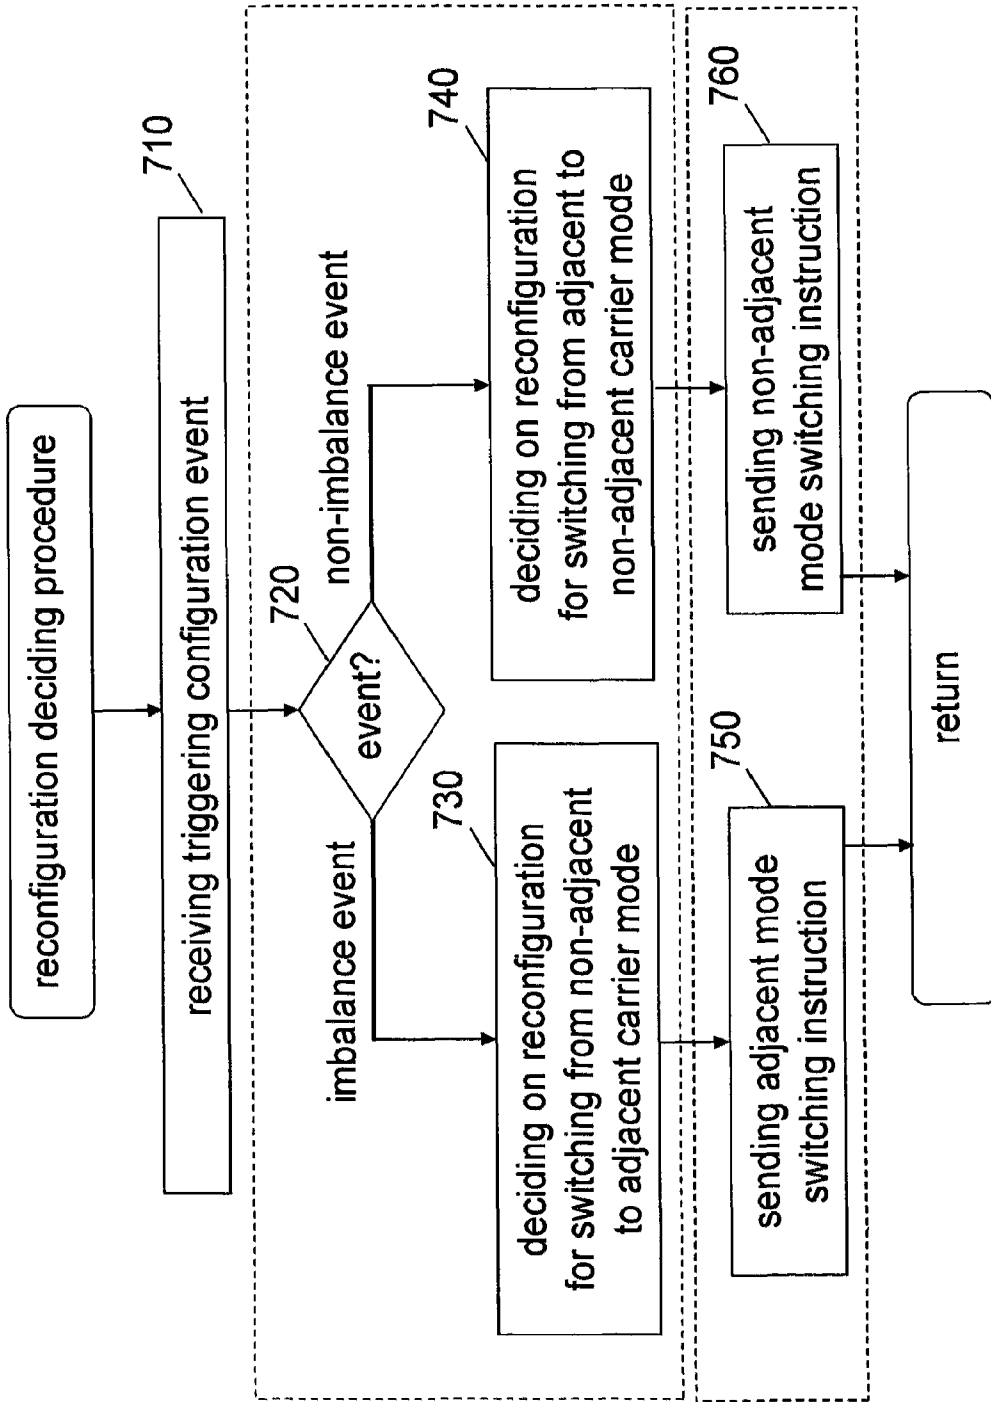 reconfiguration deciding procedure
710
receiving triggering configuration event
720
event?
imbalance event
non-imbalance event
730
deciding on reconfiguration
for switching from non-adjacent
to adjacent carrier mode
740
deciding on reconfiguration
for switching from adjacent to
non-adjacent carrier mode
750
sending adjacent mode
switching instruction
760
sending non-adjacent
mode switching instruction
return